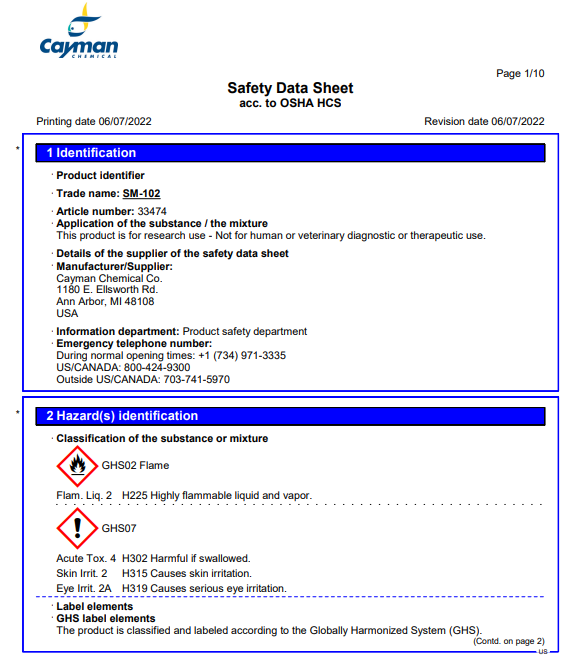 Cayman
CHEMICAL
Page 1/10
Safety Data Sheet
acc. to OSHA HCS
Printing date 06/07/2022 Revision date 06/07/2022
* 1 Identification
· Product identifier
· Trade name: SM-102
· Article number: 33474
· Application of the substance / the mixture
This product is for research use - Not for human or veterinary diagnostic or therapeutic use.
· Details of the supplier of the safety data sheet
· Manufacturer/Supplier:
Cayman Chemical Co.
1180 E. Ellsworth Rd.
Ann Arbor, MI 48108
USA
· Information department: Product safety department
· Emergency telephone number:
During normal opening times: +1 (734) 971-3335
US/CANADA: 800-424-9300
Outside US/CANADA: 703-741-5970
* 2 Hazard(s) identification
· Classification of the substance or mixture
GHS02 Flame
Flam. Liq. 2 H225 Highly flammable liquid and vapor.
GHS07
Acute Tox. 4 H302 Harmful if swallowed.
Skin Irrit. 2 H315 Causes skin irritation.
Eye Irrit. 2A H319 Causes serious eye irritation.
· Label elements
· GHS label elements
The product is classified and labeled according to the Globally Harmonized System (GHS).
(Contd. on page 2)
US